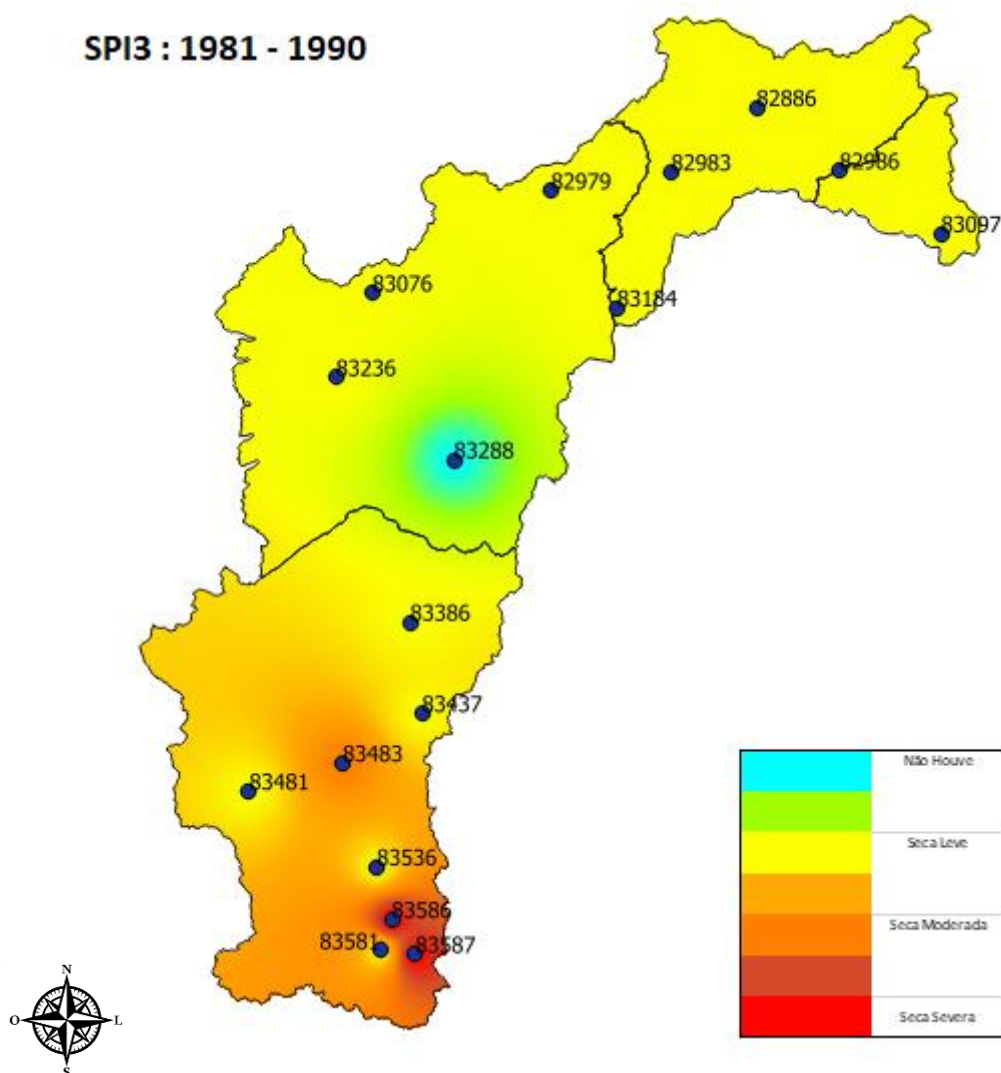 SPI3 : 1981 - 1990
82886
82983
82986
82979
83097
83076
83184
83236
83288
83386
83437
83483
83481
83536
83586
83581
83587
Não Houve
Seca Leve
Seca Moderada
Seca Severa
N
O
L
S